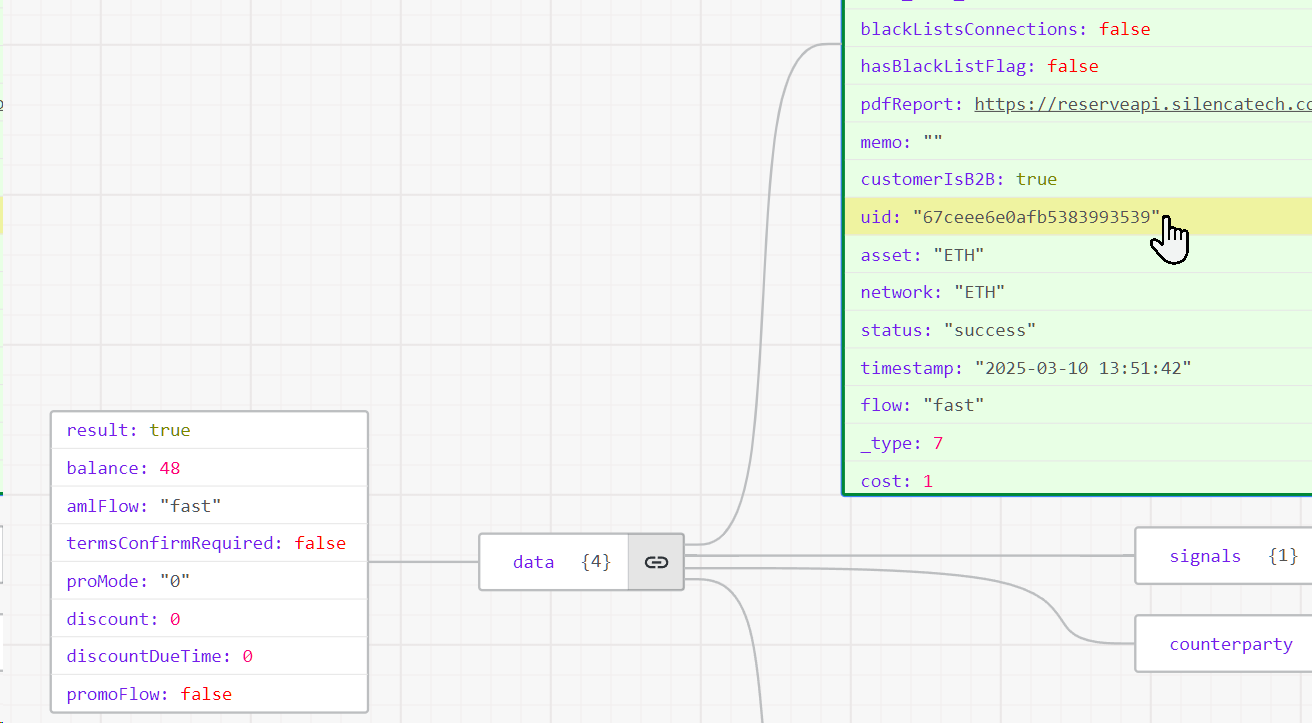 blackListsConnections: false
hasBlackListFlag: false
pdfReport: https://reserveapi.silencatech.co
memo: ""
customerIsB2B: true
uid: "67ceee6e0afb5383993539"
asset: "ETH"
network: "ETH"
status: "success"
timestamp: "2025-03-10 13:51:42"
flow: "fast"
_type: 7
cost: 1
result: true
balance: 48
amlFlow: "fast"
termsConfirmRequired: false
proMode: "0"
discount: 0
discountDueTime: 0
promoFlow: false
data {4}
signals {1}
counterparty